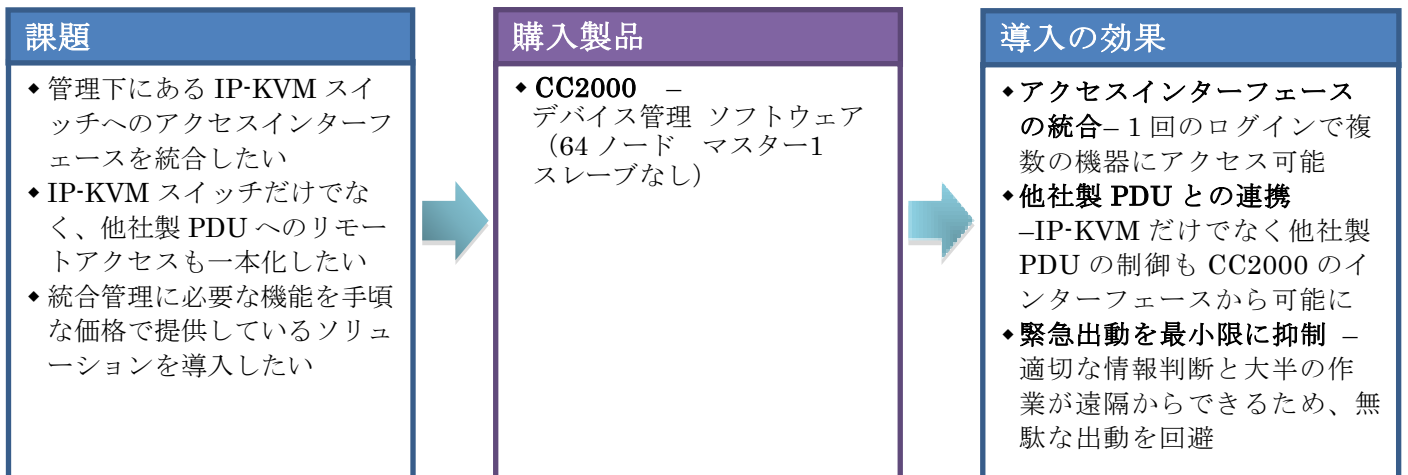 課題
◆管理下にある IP-KVM スイ
ッチへのアクセスインターフ
ェースを統合したい
◆IP-KVM スイッチだけでな
く、他社製 PDU へのリモー
トアクセスも一本化したい
◆統合管理に必要な機能を手頃
な価格で提供しているソリュ
ーションを導入したい
購入製品
◆CC2000 –
デバイス管理 ソフトウェア
（64 ノード マスター1
スレーブなし）
導入の効果
◆アクセスインターフェース
の統合– 1 回のログインで複
数の機器にアクセス可能
◆他社製 PDU との連携
–IP-KVM だけでなく他社製
PDU の制御も CC2000 のイ
ンターフェースから可能に
◆緊急出動を最小限に抑制 –
適切な情報判断と大半の作
業が遠隔からできるため、無
駄な出動を回避